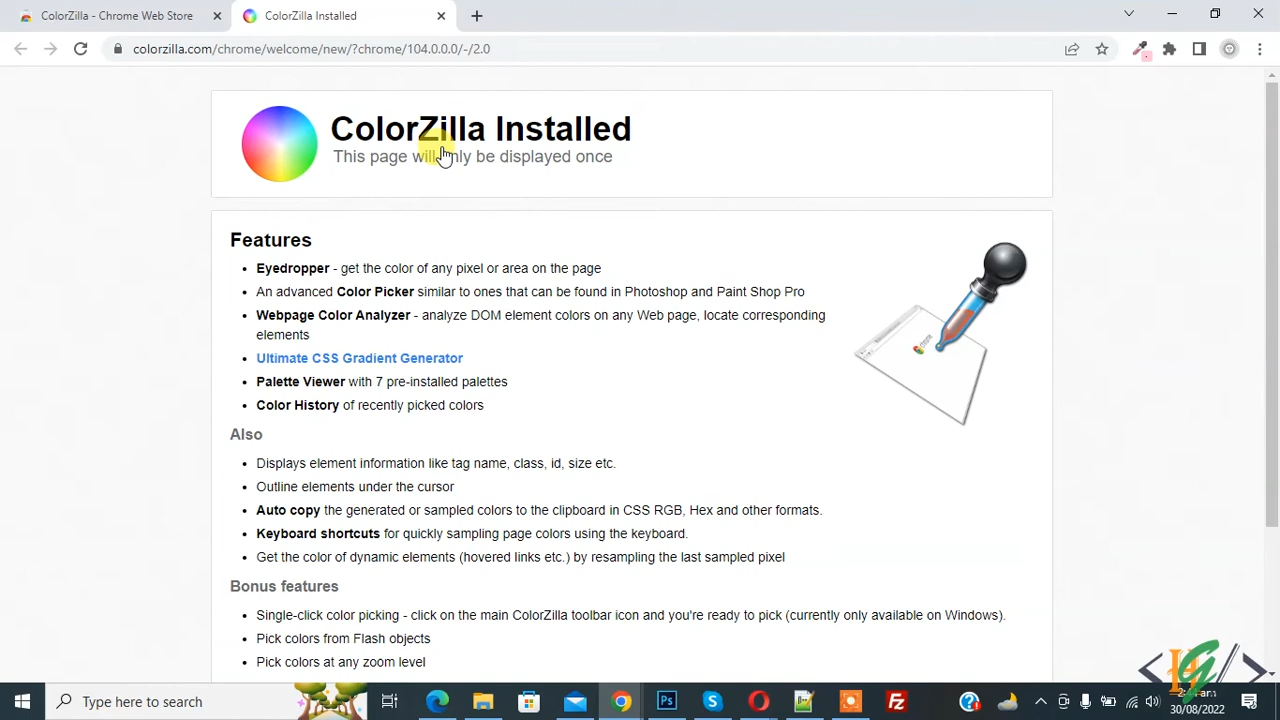 ColorZilla - Chrome Web Store
ColorZilla Installed
colorzilla.com/chrome/welcome/new/?chrome/104.0.0.0/-/2.0
ColorZilla Installed
This page will only be displayed once
Features
Eyedropper - get the color of any pixel or area on the page
An advanced Color Picker similar to ones that can be found in Photoshop and Paint Shop Pro
Webpage Color Analyzer - analyze DOM element colors on any Web page, locate corresponding
elements
Ultimate CSS Gradient Generator
Palette Viewer with 7 pre-installed palettes
Color History of recently picked colors
Also
Displays element information like tag name, class, id, size etc.
Outline elements under the cursor
Auto copy the generated or sampled colors to the clipboard in CSS RGB, Hex and other formats.
Keyboard shortcuts for quickly sampling page colors using the keyboard.
Get the color of dynamic elements (hovered links etc.) by resampling the last sampled pixel
Bonus features
Single-click color picking - click on the main ColorZilla toolbar icon and you're ready to pick (currently only available on Windows).
Pick colors from Flash objects
Pick colors at any zoom level
Type here to search
30/08/2022